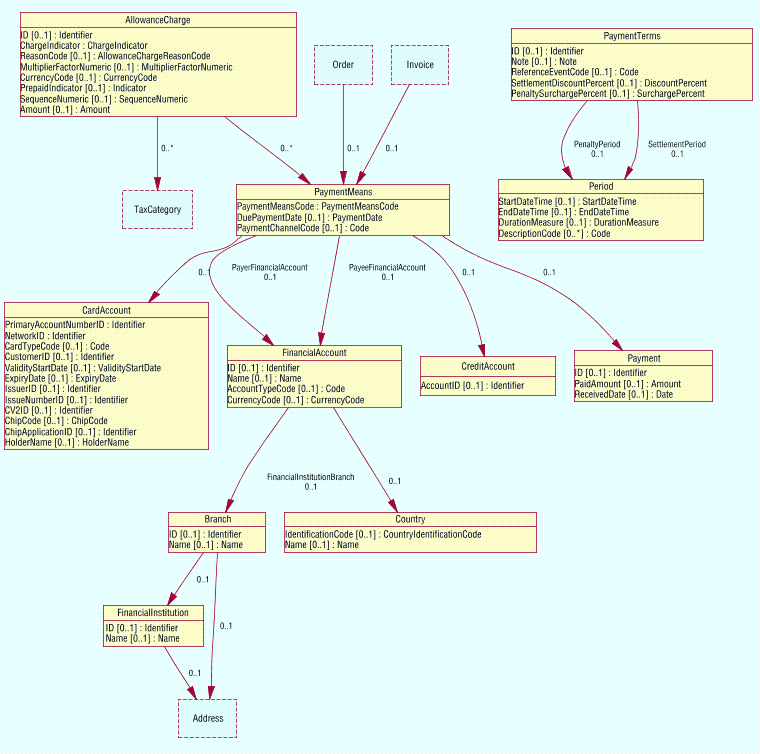 AllowanceCharge
ID [0..1] : Identifier
ChargeIndicator : ChargeIndicator
ReasonCode [0..1] : AllowanceChargeReasonCode
MultiplierFactorNumeric [0..1] : MultiplierFactorNumeric
CurrencyCode [0..1] : CurrencyCode
PrepaidIndicator [0..1] : Indicator
SequenceNumeric [0..1] : SequenceNumeric
Amount [0..1] : Amount
Order
Invoice
PaymentTerms
ID [0..1] : Identifier
Note [0..1] : Note
ReferenceEventCode [0..1] : Code
SettlementDiscountPercent [0..1] : DiscountPercent
PenaltySurchargePercent [0..1] : SurchargePercent
0..*
0..*
0..1
0..1
PenaltyPeriod
0..1
SettlementPeriod
0..1
TaxCategory
PaymentMeans
PaymentMeansCode : PaymentMeansCode
DuePaymentDate [0..1] : PaymentDate
PaymentChannelCode [0..1] : Code
Period
StartDateTime [0..1] : StartDateTime
EndDateTime [0..1] : EndDateTime
DurationMeasure [0..1] : DurationMeasure
DescriptionCode [0..*] : Code
0..1
PayerFinancialAccount
0..1
PayeeFinancialAccount
0..1
0..1
0..1
CardAccount
PrimaryAccountNumberID : Identifier
NetworkID : Identifier
CardTypeCode [0..1] : Code
CustomerID [0..1] : Identifier
ValidityStartDate [0..1] : ValidityStartDate
ExpiryDate [0..1] : ExpiryDate
IssuerID [0..1] : Identifier
IssueNumberID [0..1] : Identifier
CV2ID [0..1] : Identifier
ChipCode [0..1] : ChipCode
ChipApplicationID [0..1] : Identifier
HolderName [0..1] : HolderName
FinancialAccount
ID [0..1] : Identifier
Name [0..1] : Name
AccountTypeCode [0..1] : Code
CurrencyCode [0..1] : CurrencyCode
CreditAccount
AccountID [0..1] : Identifier
Payment
ID [0..1] : Identifier
PaidAmount [0..1] : Amount
ReceivedDate [0..1] : Date
FinancialInstitutionBranch
0..1
0..1
Branch
ID [0..1] : Identifier
Name [0..1] : Name
Country
IdentificationCode [0..1] : CountryIdentificationCode
Name [0..1] : Name
0..1
0..1
FinancialInstitution
ID [0..1] : Identifier
Name [0..1] : Name
0..1
Address